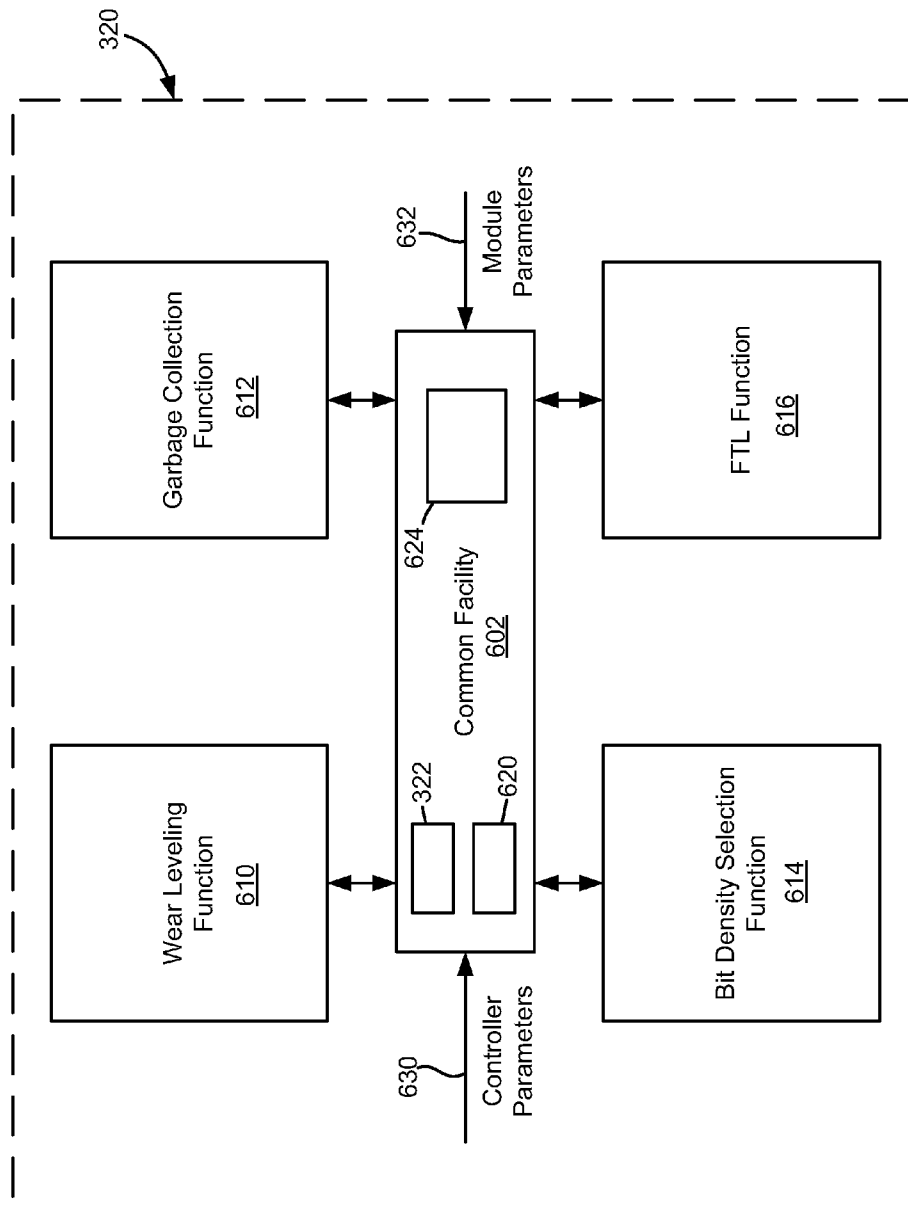 320
Wear Leveling
Function
610
Garbage Collection
Function
612
630
Controller
Parameters
322
620
Common Facility
602
624
632
Module
Parameters
Bit Density Selection
Function
614
FTL Function
616